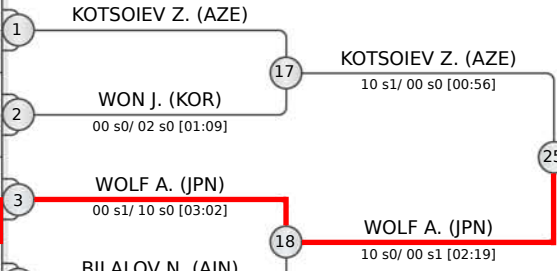 KOTSOIEV Z. (AZE)
1
17
KOTSOIEV Z. (AZE)
10 s1/ 00 s0 [00:56]
WON J. (KOR)
2
00 s0/ 02 s0 [01:09]
25
WOLF A. (JPN)
3
00 s1/ 10 s0 [03:02]
18
WOLF A. (JPN)
10 s0/ 00 s1 [02:19]
BILALOV N. (AIN)